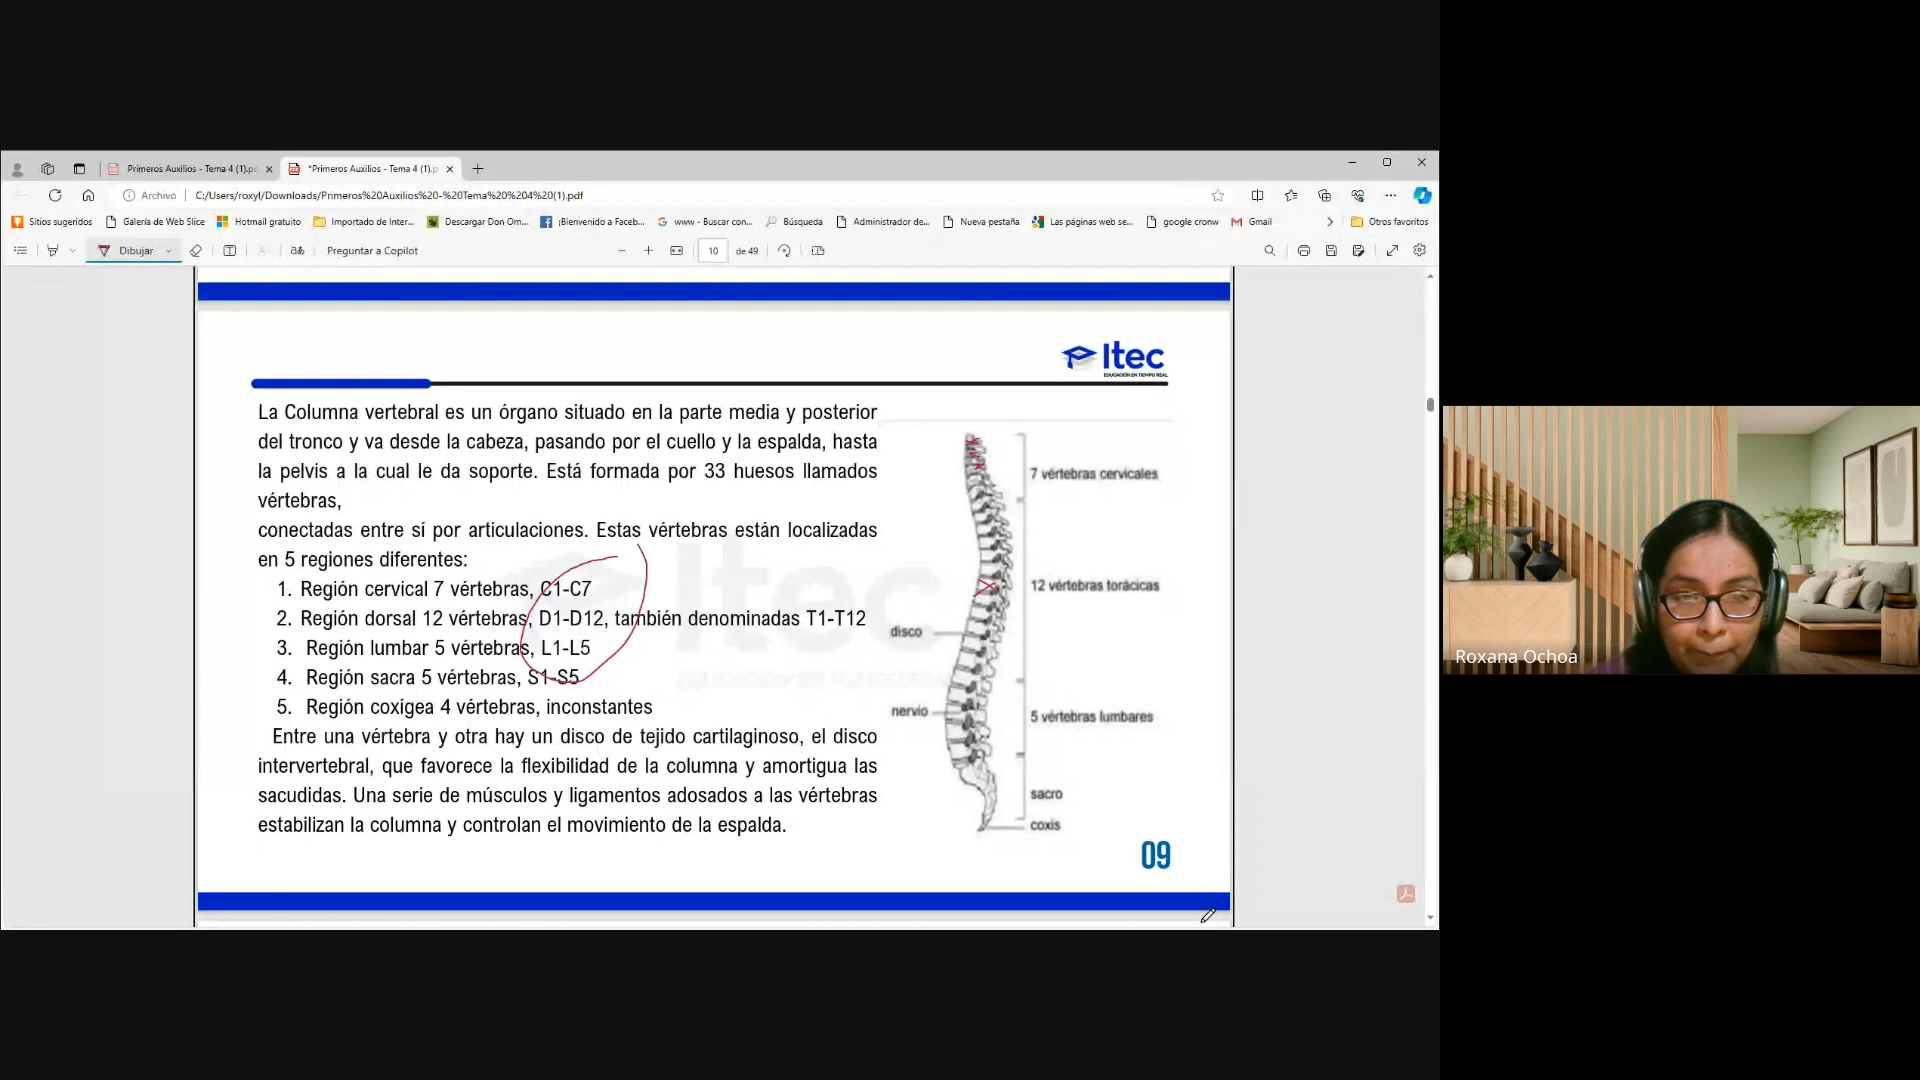 Primeros Auxilios - Tema 4 (1).pd
*Primeros Auxilios - Tema 4 (1).p
Archivo
C:/Users/roxyl/Downloads/Primeros%20Auxilios%20-%20Tema%20%204%20(1).pdf
Sitios sugeridos
Galería de Web Slice
Hotmail gratuito
Importado de Inter...
Descargar Don Om...
¡Bienvenido a Faceb...
www - Buscar con...
Búsqueda
Administrador de...
Nueva pestaña
Las páginas web se...
google cronw
Gmail
Otros favoritos
Dibujar
Preguntar a Copilot
10 de 49
Itec
EDUCACIÓN EN TIEMPO REAL
La Columna vertebral es un órgano situado en la parte media y posterior
del tronco y va desde la cabeza, pasando por el cuello y la espalda, hasta
la pelvis a la cual le da soporte. Está formada por 33 huesos llamados
vértebras,
conectadas entre sí por articulaciones. Estas vértebras están localizadas
en 5 regiones diferentes:
1. Región cervical 7 vértebras, C1-C7
2. Región dorsal 12 vértebras, D1-D12, también denominadas T1-T12
3. Región lumbar 5 vértebras, L1-L5
4. Región sacra 5 vértebras, S1-S5
5. Región coxígea 4 vértebras, inconstantes
Entre una vértebra y otra hay un disco de tejido cartilaginoso, el disco
intervertebral, que favorece la flexibilidad de la columna y amortigua las
sacudidas. Una serie de músculos y ligamentos adosados a las vértebras
estabilizan la columna y controlan el movimiento de la espalda.
7 vértebras cervicales
12 vértebras torácicas
disco
nervio
5 vértebras lumbares
sacro
coxis
09
Itec
Roxana Ochoa